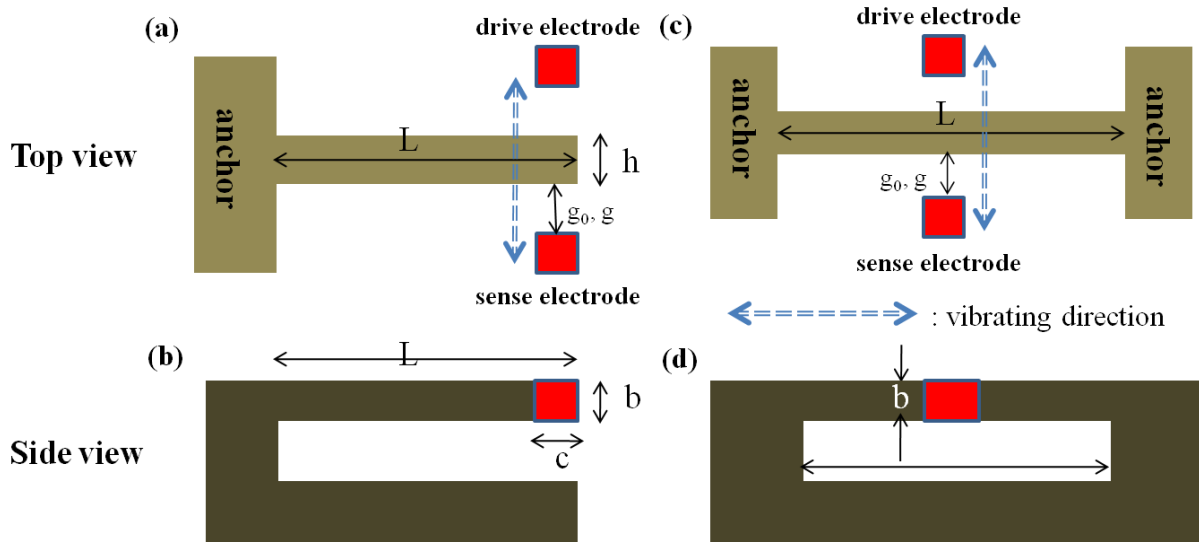 (a)
drive electrode
anchor
L
h
g₀, g
sense electrode
(c)
drive electrode
anchor
L
anchor
g₀, g
sense electrode
Top view
: vibrating direction
(b)
L
b
c
(d)
b
Side view